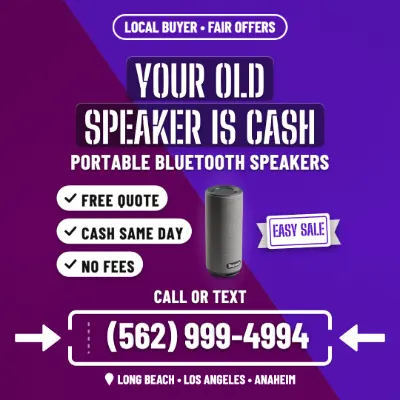 LOCAL BUYER • FAIR OFFERS
YOUR OLD
SPEAKER IS CASH
PORTABLE BLUETOOTH SPEAKERS
FREE QUOTE
CASH SAME DAY
NO FEES
EASY SALE
CALL OR TEXT
(562) 999-4994
LONG BEACH • LOS ANGELES • ANAHEIM